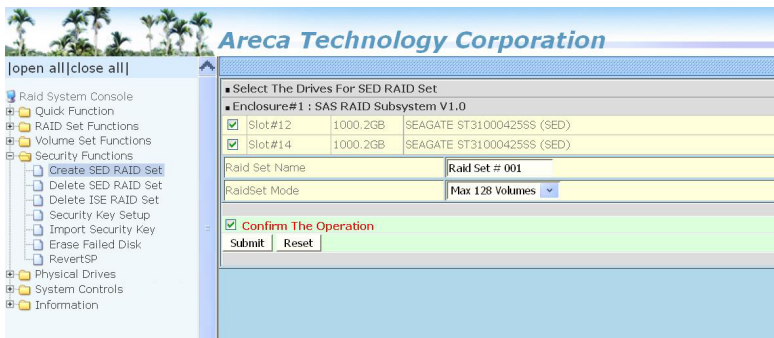 Areca Technology Corporation
|open all|close all|
Raid System Console
Quick Function
RAID Set Functions
Volume Set Functions
Security Functions
Create SED RAID Set
Delete SED RAID Set
Delete ISE RAID Set
Security Key Setup
Import Security Key
Erase Failed Disk
RevertSP
Physical Drives
System Controls
Information
Select The Drives For SED RAID Set
Enclosure#1 : SAS RAID Subsystem V1.0
Slot#12 1000.2GB SEAGATE ST31000425SS (SED)
Slot#14 1000.2GB SEAGATE ST31000425SS (SED)
Raid Set Name Raid Set # 001
RaidSet Mode Max 128 Volumes
Confirm The Operation
Submit Reset